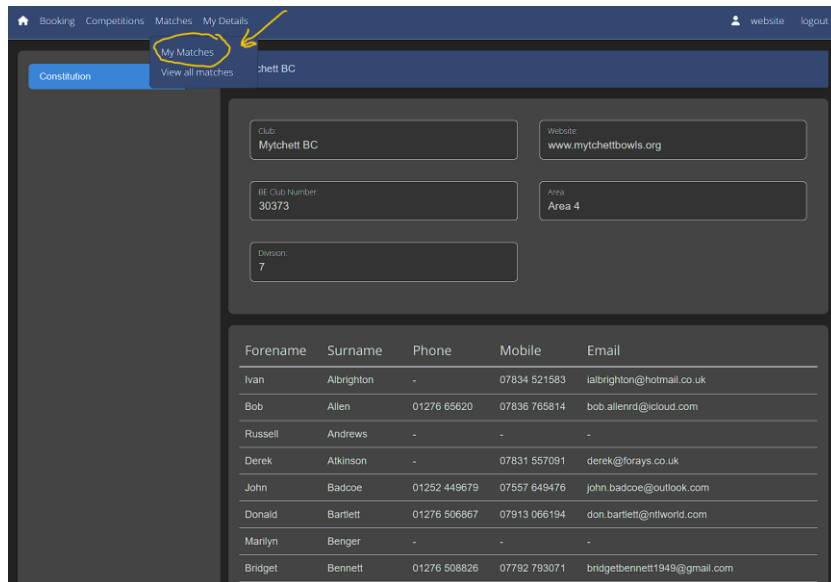 Booking Competitions Matches My Details website logout
My Matches
View all matches
Constitution
chett BC
Club:
Mytchett BC
Website:
www.mytchettbowls.org
BE Club Number:
30373
Area
Area 4
Division:
7
Forename Surname Phone Mobile Email
Ivan Albrighton - 07834 521583 ialbrighton@hotmail.co.uk
Bob Allen 01276 65620 07836 765814 bob.allenrd@icloud.com
Russell Andrews - - -
Derek Atkinson - 07831 557091 derek@forays.co.uk
John Badcoe 01252 449679 07557 649476 john.badcoe@outlook.com
Donald Bartlett 01276 506867 07913 066194 don.bartlett@ntlworld.com
Marilyn Benger - - -
Bridget Bennett 01276 508826 07792 793071 bridgetbennett1949@gmail.com